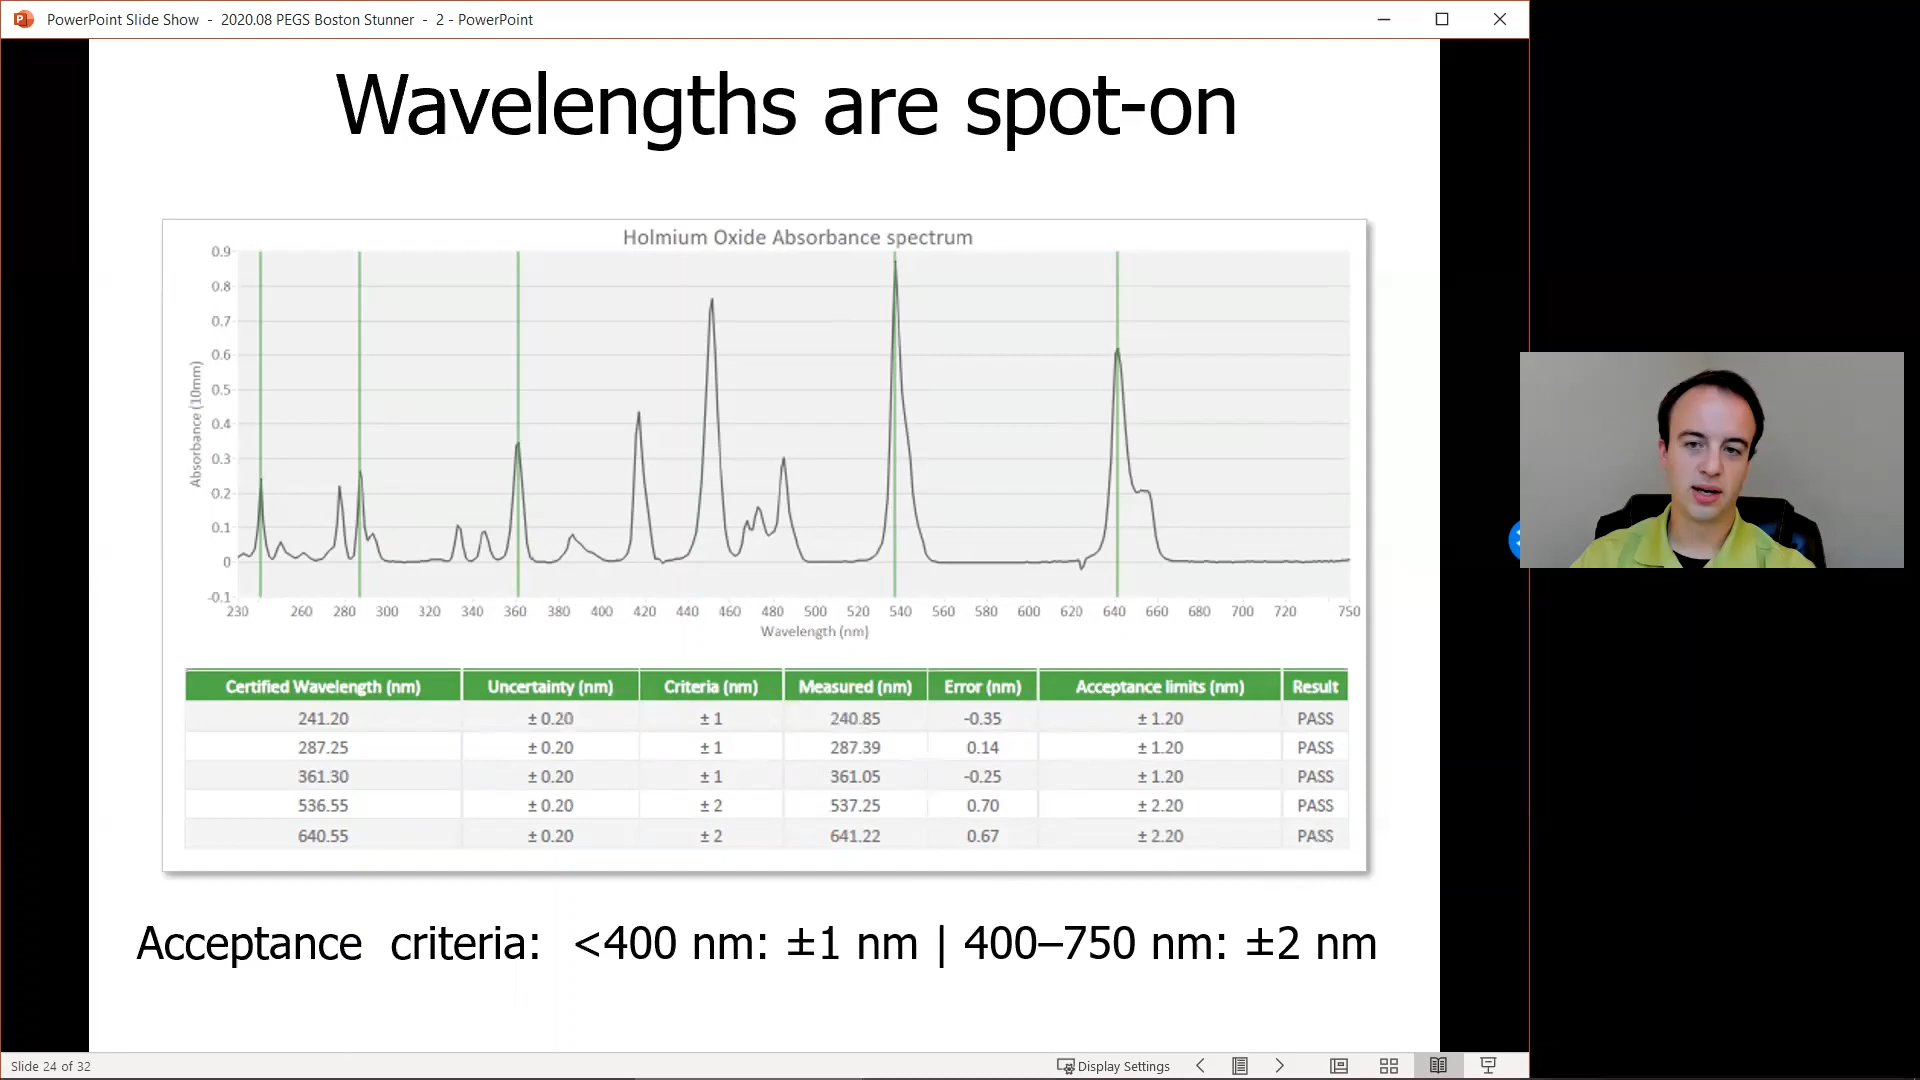 PowerPoint Slide Show - 2020.08 PEGS Boston Stunner - 2 - PowerPoint
Wavelengths are spot-on
Holmium Oxide Absorbance spectrum
Absorbance (10mm)
0.9
0.8
0.7
0.6
0.5
0.4
0.3
0.2
0.1
0
-0.1
230 260 280 300 320 340 360 380 400 420 440 460 480 500 520 540 560 580 600 620 640 660 680 700 720 750
Wavelength (nm)
Certified Wavelength (nm) Uncertainty (nm) Criteria (nm) Measured (nm) Error (nm) Acceptance limits (nm) Result
241.20 ± 0.20 ± 1 240.85 -0.35 ± 1.20 PASS
287.25 ± 0.20 ± 1 287.39 0.14 ± 1.20 PASS
361.30 ± 0.20 ± 1 361.05 -0.25 ± 1.20 PASS
536.55 ± 0.20 ± 2 537.25 0.70 ± 2.20 PASS
640.55 ± 0.20 ± 2 641.22 0.67 ± 2.20 PASS
Acceptance criteria: <400 nm: ±1 nm | 400–750 nm: ±2 nm
Slide 24 of 32
Display Settings